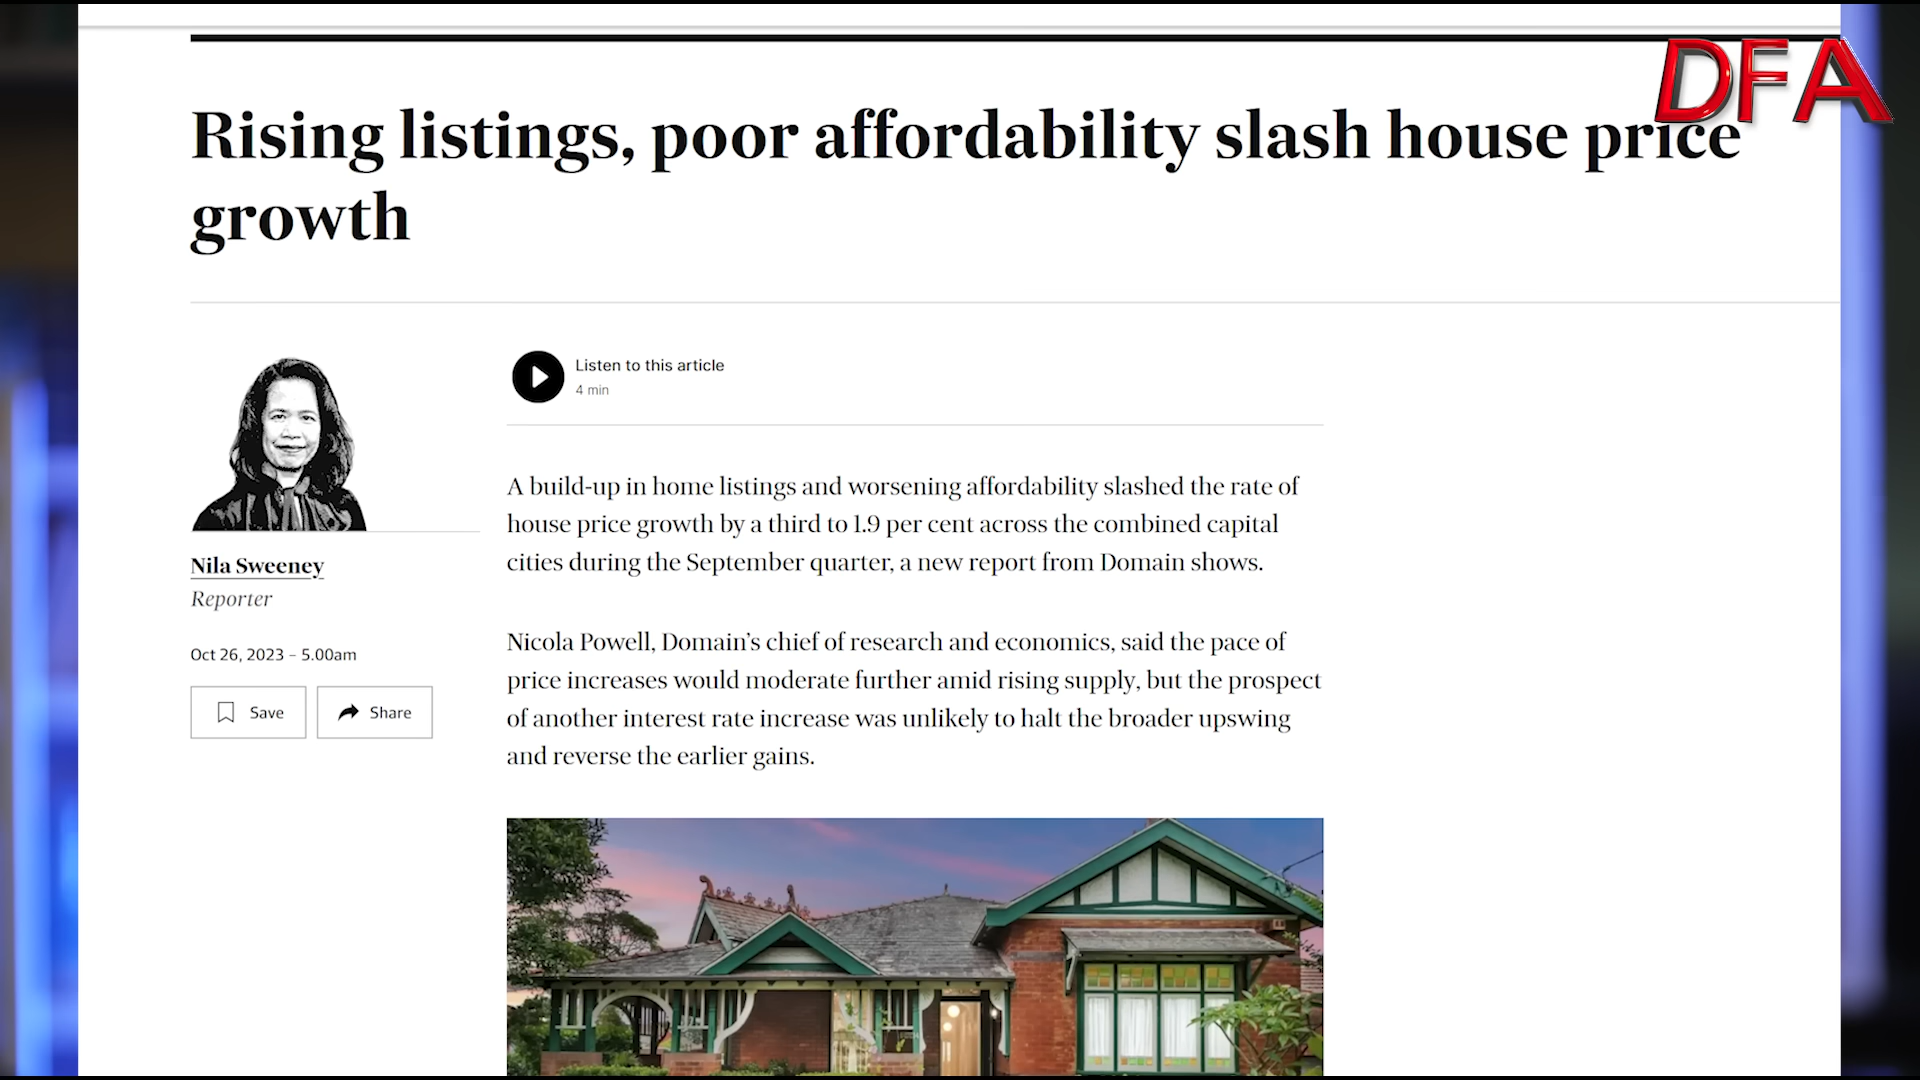 DFA
Rising listings, poor affordability slash house price
growth
Listen to this article
4 min
Nila Sweeney
Reporter
Oct 26, 2023 – 5.00am
Save
Share
A build-up in home listings and worsening affordability slashed the rate of
house price growth by a third to 1.9 per cent across the combined capital
cities during the September quarter, a new report from Domain shows.
Nicola Powell, Domain’s chief of research and economics, said the pace of
price increases would moderate further amid rising supply, but the prospect
of another interest rate increase was unlikely to halt the broader upswing
and reverse the earlier gains.